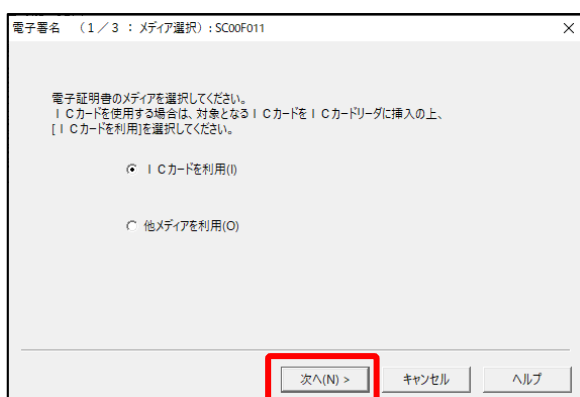 電子署名　（１／３：メディア選択）：SC00F011
電子証明書のメディアを選択してください。
ＩＣカードを使用する場合は、対象となるＩＣカードをＩＣカードリーダに挿入の上、
[ＩＣカードを利用]を選択してください。
ＩＣカードを利用(I)
他メディアを利用(O)
次へ(N) >　キャンセル　ヘルプ